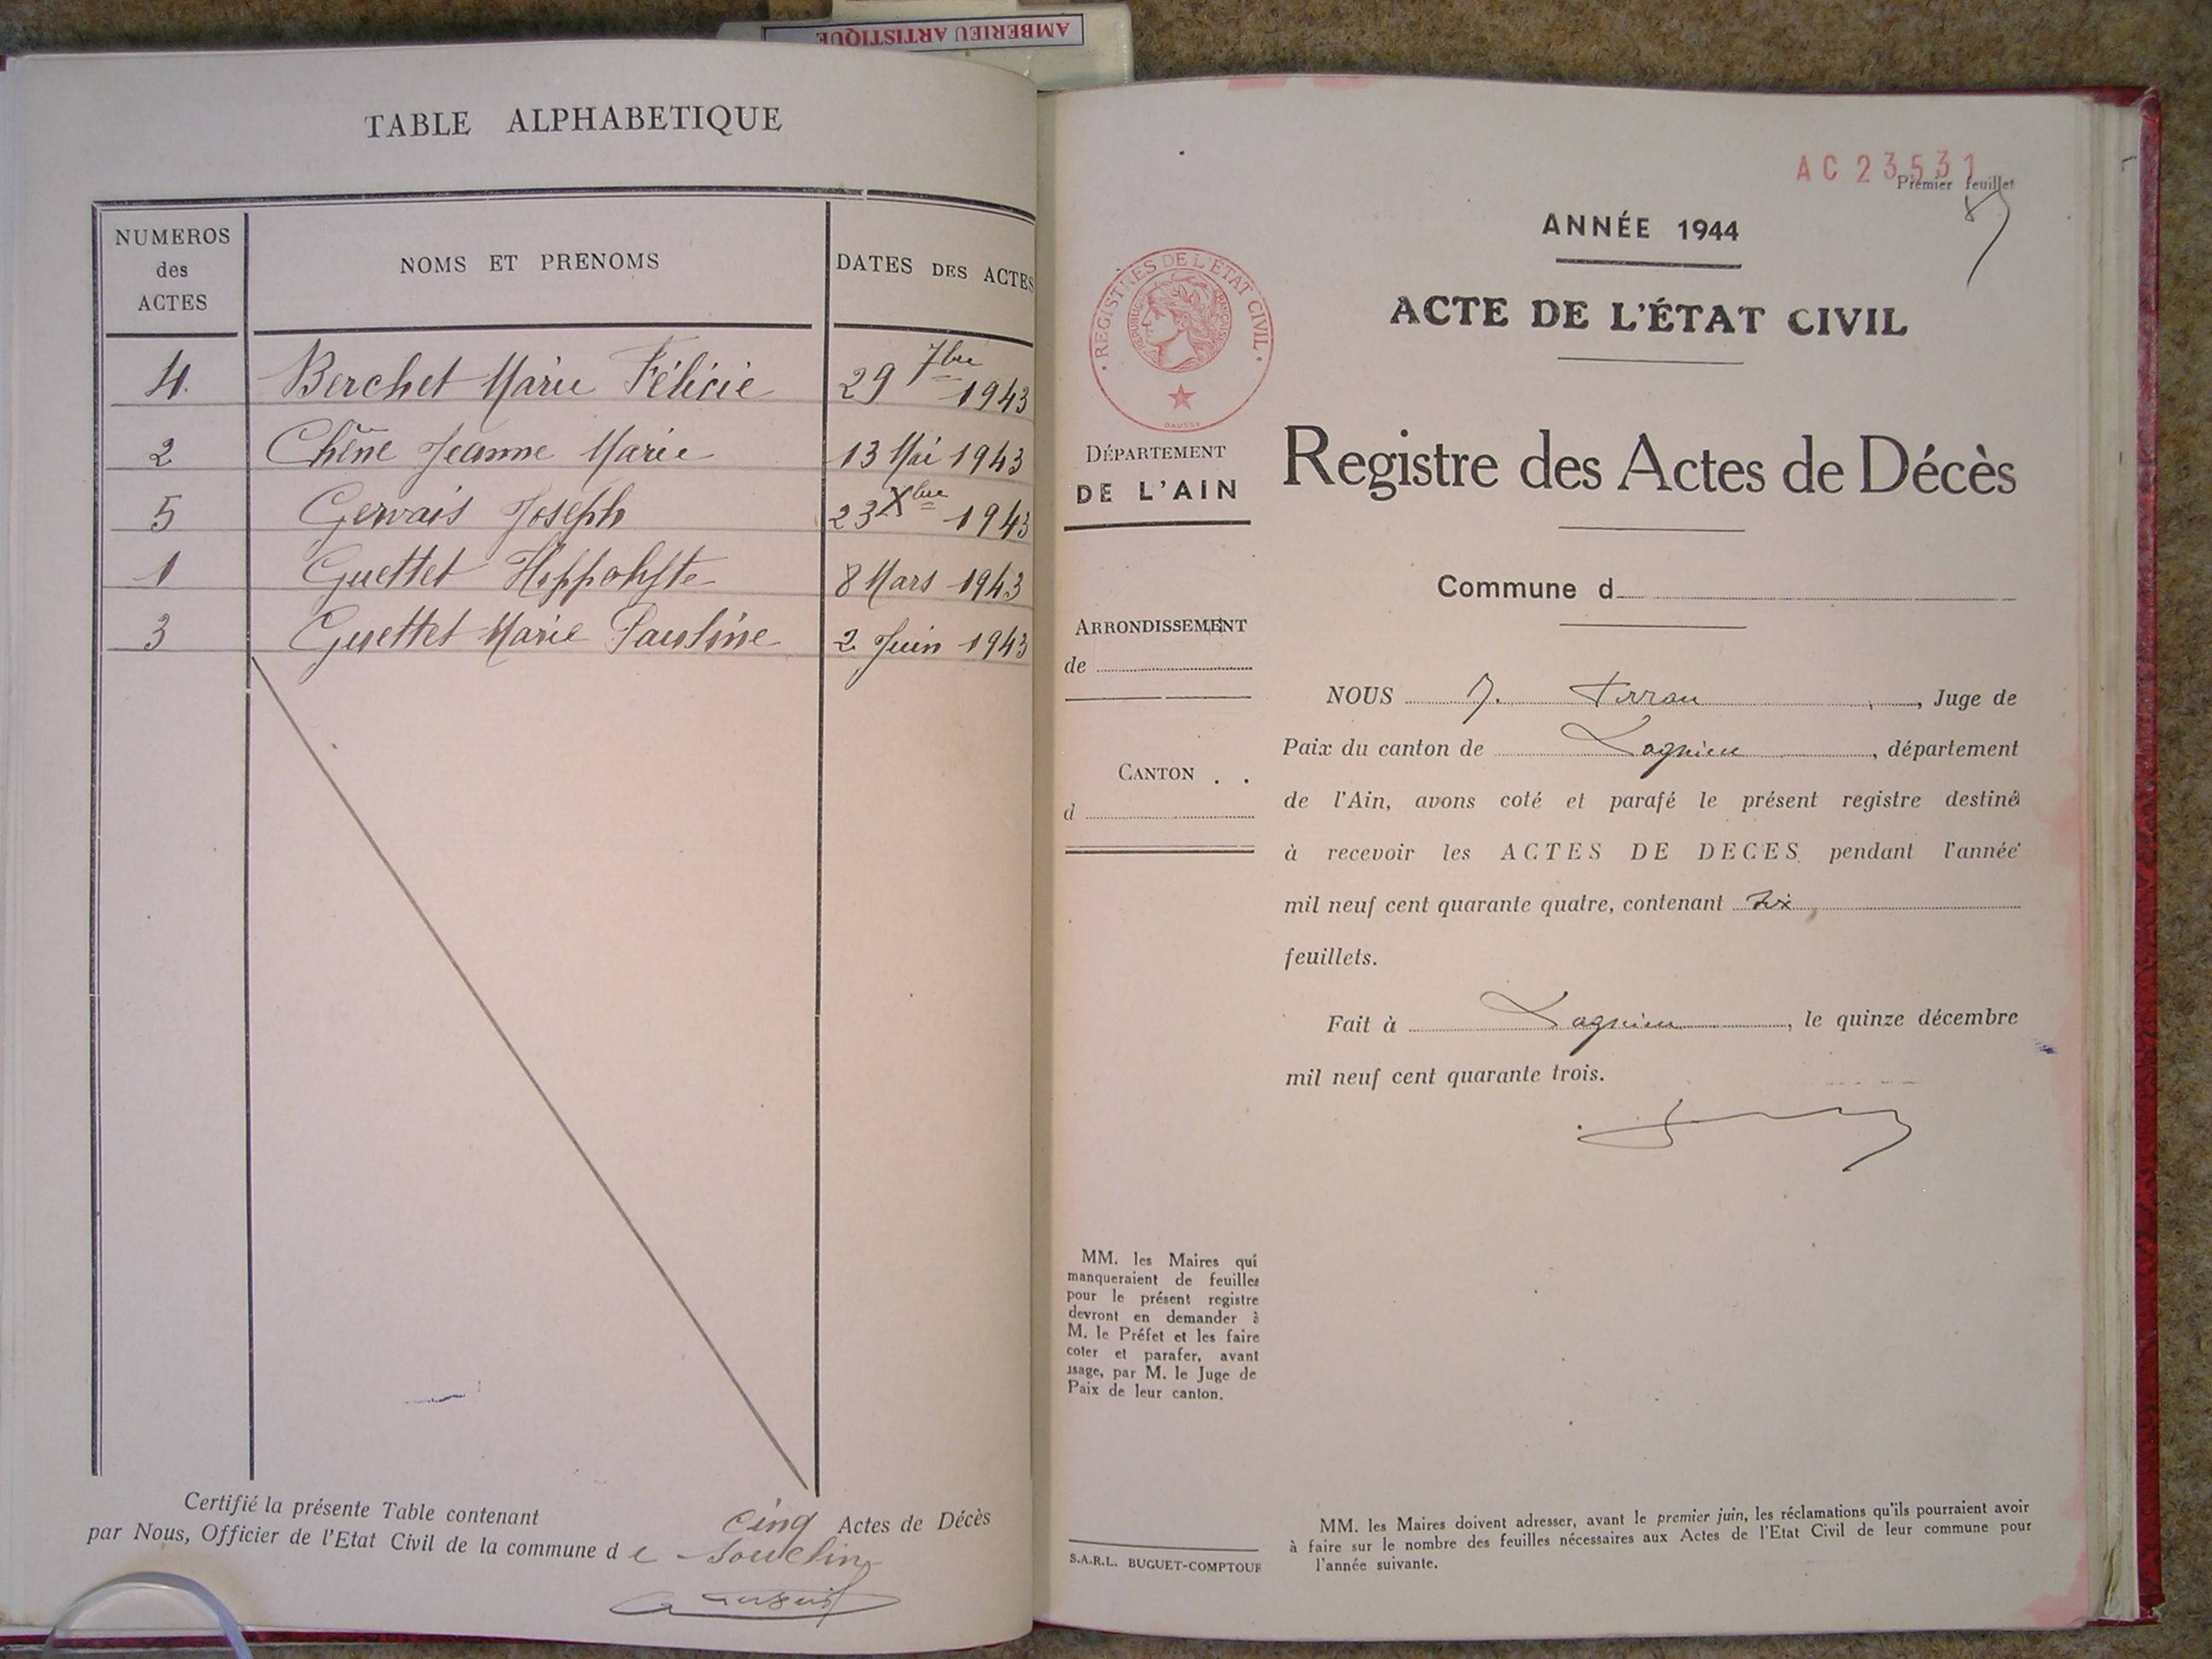 AMBERIEU ARTISTIQUE
TABLE ALPHABETIQUE
NUMEROS
des
ACTES
NOMS ET PRENOMS
DATES DES ACTES
4. Berchet Marie Félicie 29 7bre 1943
2 Chêne Jeanne Marie 13 Mai 1943
5 Gervais Joseph 23 Xbre 1943
1 Guettet Hippolyte 8 Mars 1943
3 Guettet Marie Pauline 2 Juin 1943
Certifié la présente Table contenant cinq Actes de Décès
par Nous, Officier de l'Etat Civil de la commune de Souclin
AC 23531
Premier feuillet
ANNÉE 1944
ACTE DE L'ÉTAT CIVIL
REGISTRES DE L'ÉTAT CIVIL
REPUBLIQUE FRANÇAISE
DÉPARTEMENT
DE L'AIN
Registre des Actes de Décès
Commune d
ARRONDISSEMENT
de
CANTON . .
d
NOUS J. , Juge de
Paix du canton de Lagnieu , département
de l'Ain, avons coté et parafé le présent registre destiné
à recevoir les ACTES DE DECES pendant l'année
mil neuf cent quarante quatre, contenant six
feuillets.
Fait à Lagnieu , le quinze décembre
mil neuf cent quarante trois.
MM. les Maires qui
manqueraient de feuilles
pour le présent registre
devront en demander à
M. le Préfet et les faire
coter et parafer, avant
usage, par M. le Juge de
Paix de leur canton.
S.A.R.L. BUGUET-COMPTOUR
MM. les Maires doivent adresser, avant le premier juin, les réclamations qu'ils pourraient avoir
à faire sur le nombre des feuilles nécessaires aux Actes de l'Etat Civil de leur commune pour
l'année suivante.